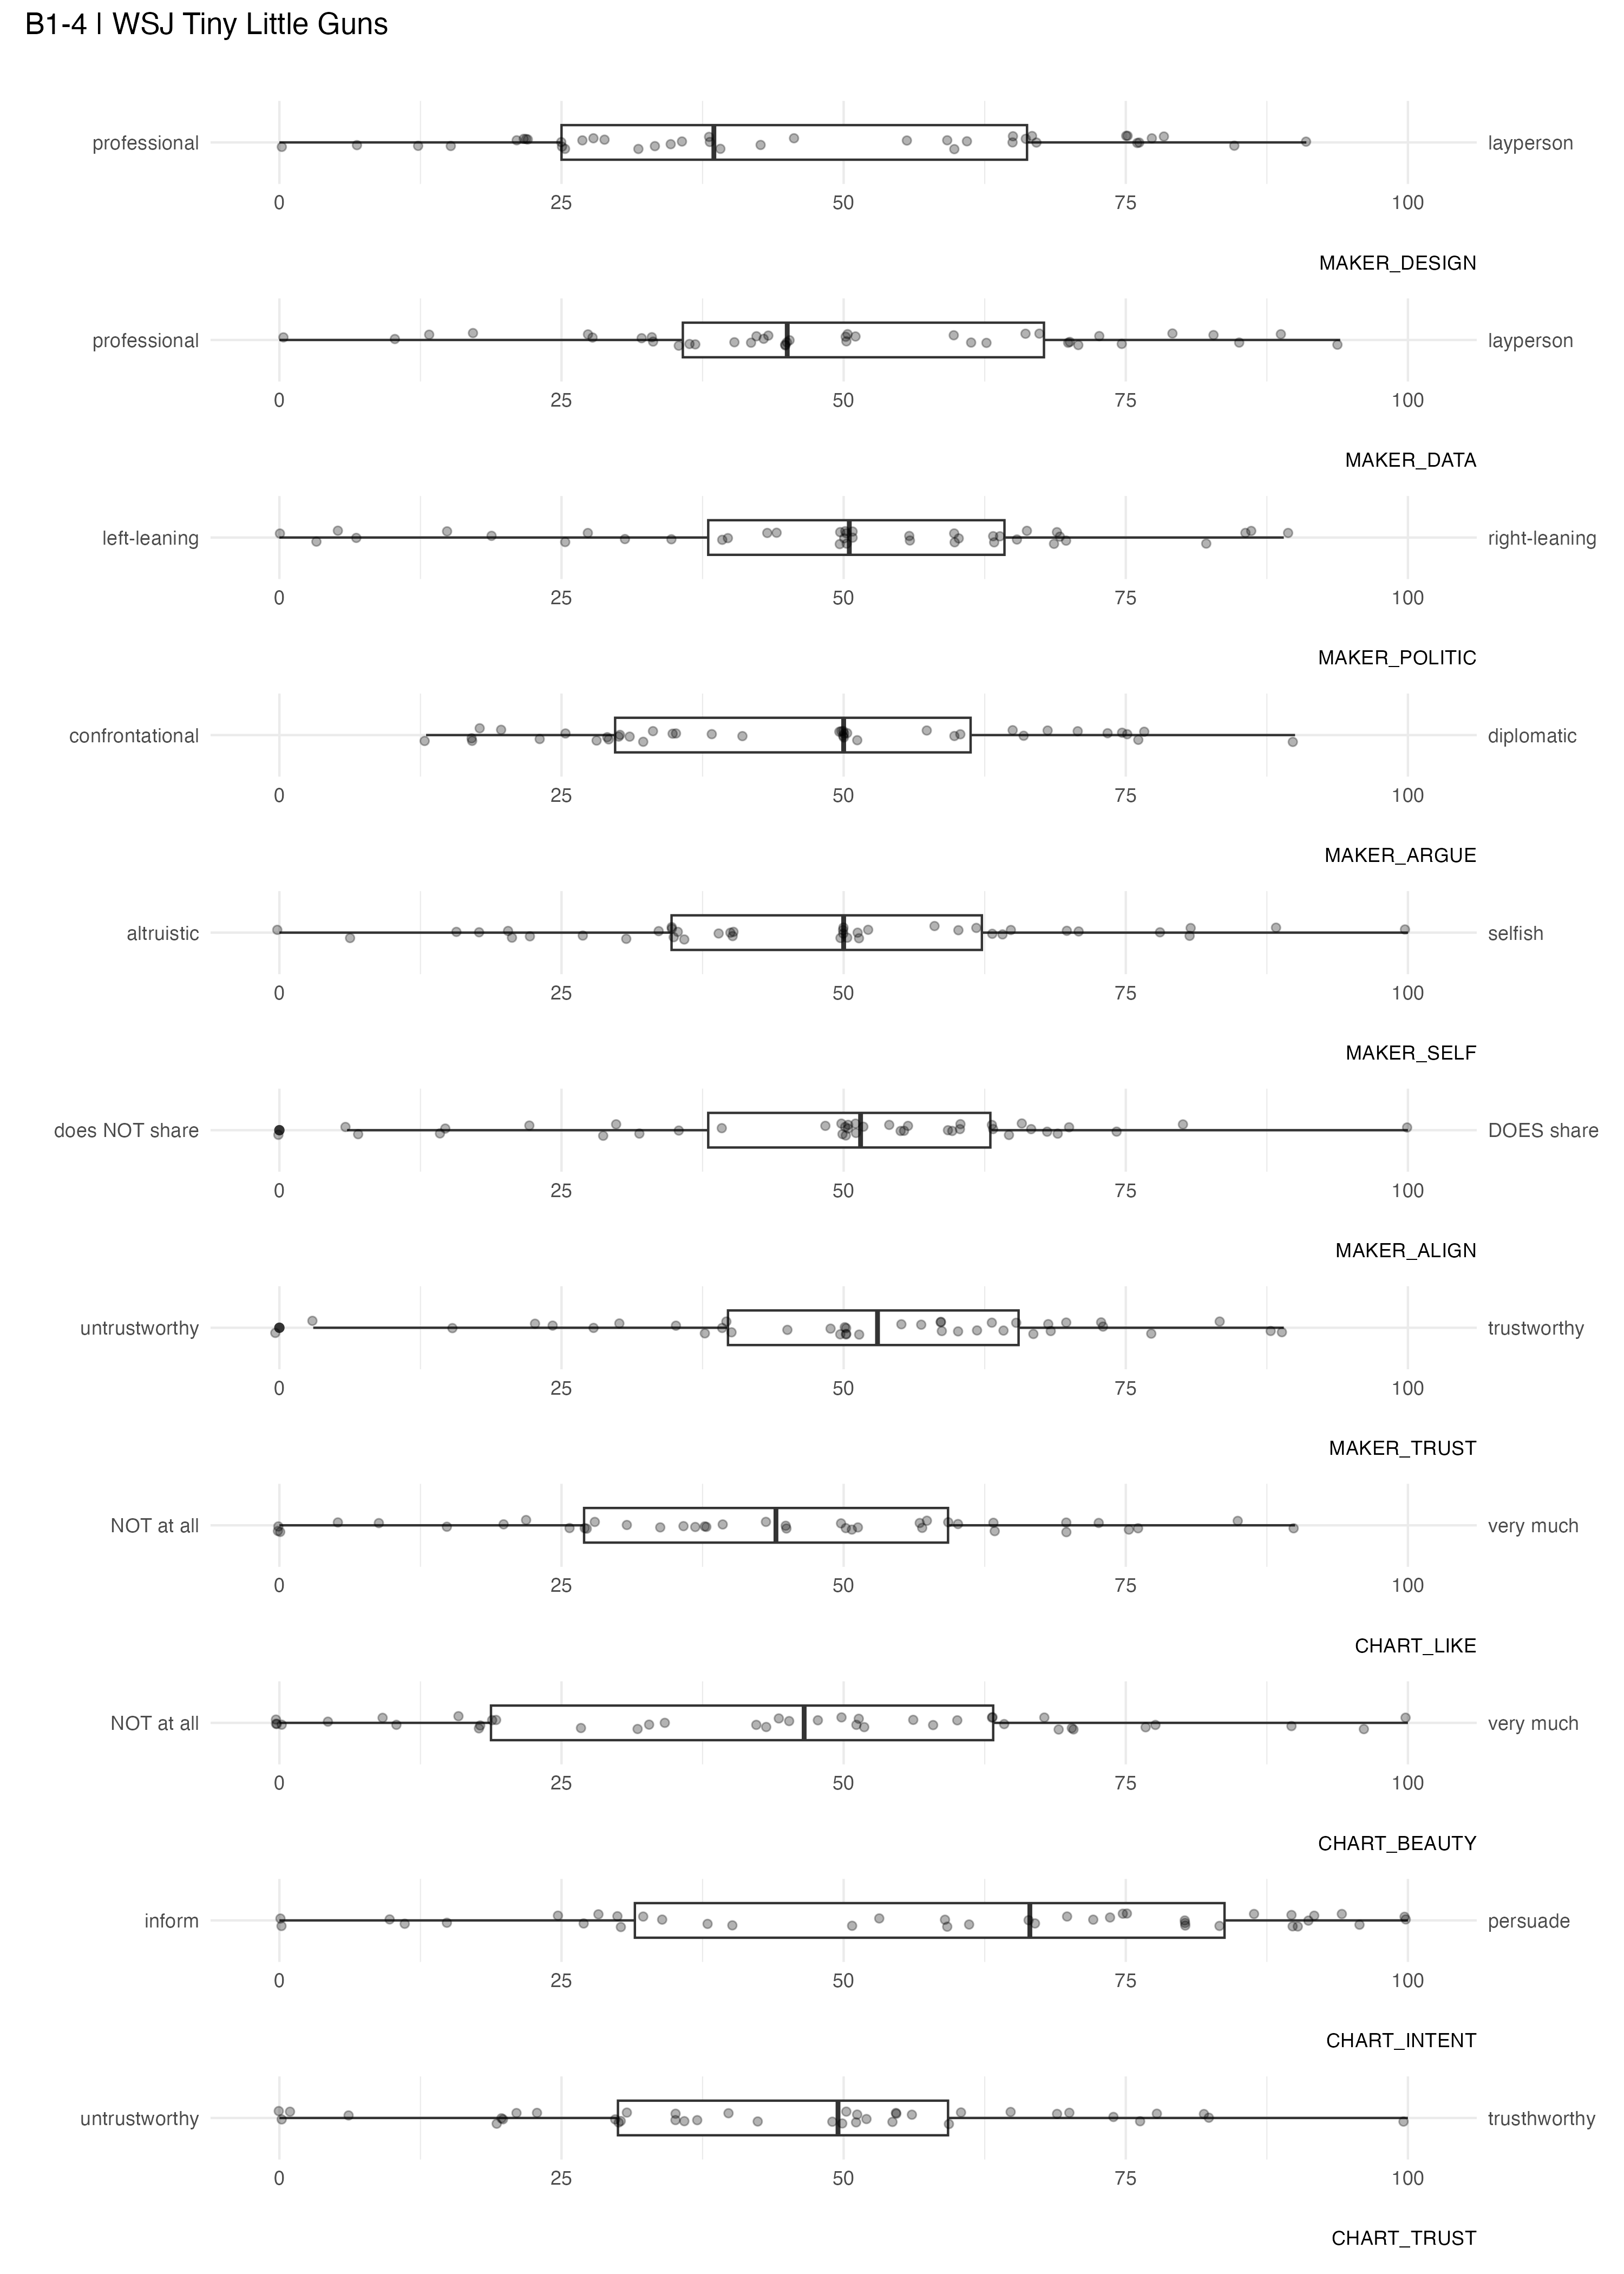 B1-4 | WSJ Tiny Little Guns
professional layperson
0 25 50 75 100
MAKER_DESIGN
professional layperson
0 25 50 75 100
MAKER_DATA
left-leaning right-leaning
0 25 50 75 100
MAKER_POLITIC
confrontational diplomatic
0 25 50 75 100
MAKER_ARGUE
altruistic selfish
0 25 50 75 100
MAKER_SELF
does NOT share DOES share
0 25 50 75 100
MAKER_ALIGN
untrustworthy trustworthy
0 25 50 75 100
MAKER_TRUST
NOT at all very much
0 25 50 75 100
CHART_LIKE
NOT at all very much
0 25 50 75 100
CHART_BEAUTY
inform persuade
0 25 50 75 100
CHART_INTENT
untrustworthy trusthworthy
0 25 50 75 100
CHART_TRUST